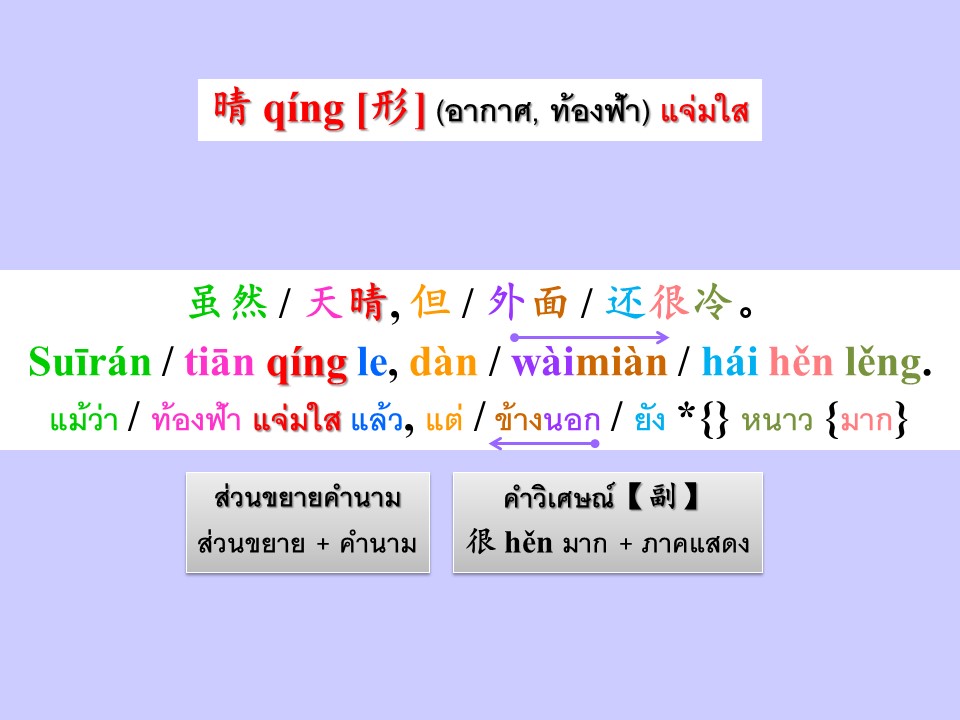 晴 qíng [形] (อากาศ, ท้องฟ้า) แจ่มใส
虽然 / 天晴, 但 / 外面 / 还很冷。
Suīrán / tiān qíng le, dàn / wàimiàn / hái hěn lěng.
แม้ว่า / ท้องฟ้า แจ่มใส แล้ว, แต่ / ข้างนอก / ยัง *{} หนาว {มาก}
ส่วนขยายคำนาม
ส่วนขยาย + คำนาม
คำวิเศษณ์【副】
很 hěn มาก + ภาคแสดง